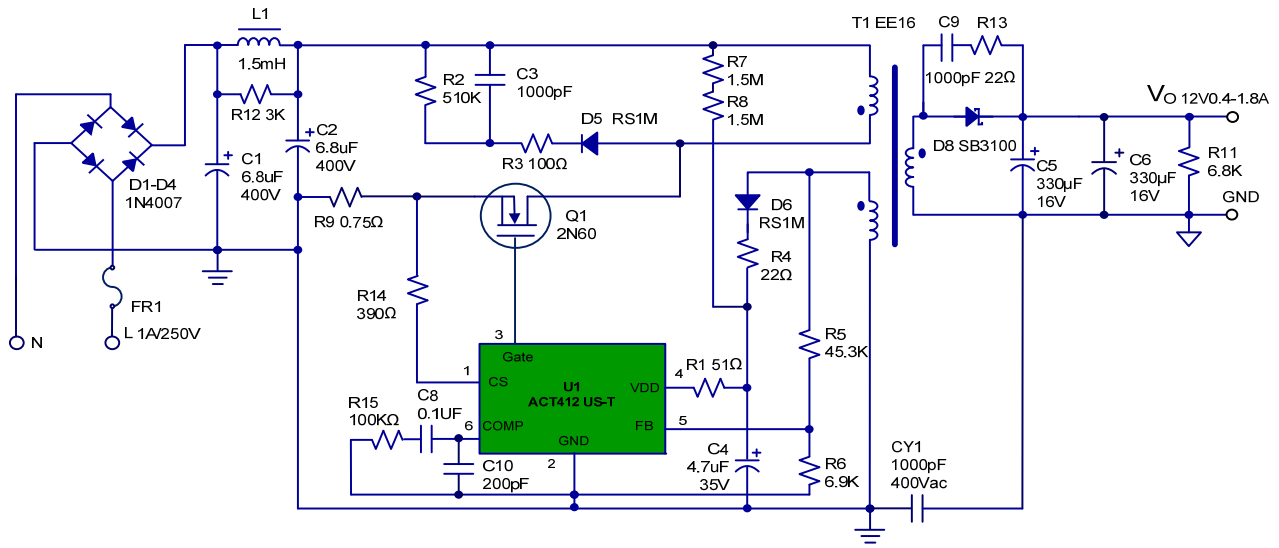 L1
1.5mH
R12 3K
D1-D4
1N4007
C1
6.8uF
400V
C2
6.8uF
400V
FR1
L 1A/250V
N
R2
510K
C3
1000pF
D5 RS1M
R3 100Ω
R9 0.75Ω
Q1
2N60
R14
390Ω
R7
1.5M
R8
1.5M
D6
RS1M
R4
22Ω
T1 EE16
C9
R13
1000pF 22Ω
D8 SB3100
VO 12V0.4-1.8A
C5
330µF
16V
C6
330µF
16V
R11
6.8K
GND
R5
45.3K
R1 51Ω
3
Gate
1
CS
U1
ACT412 US-T
VDD
4
FB
5
6
COMP
GND
2
R15
100KΩ
C8
0.1UF
C10
200pF
C4
4.7uF
35V
R6
6.9K
CY1
1000pF
400Vac